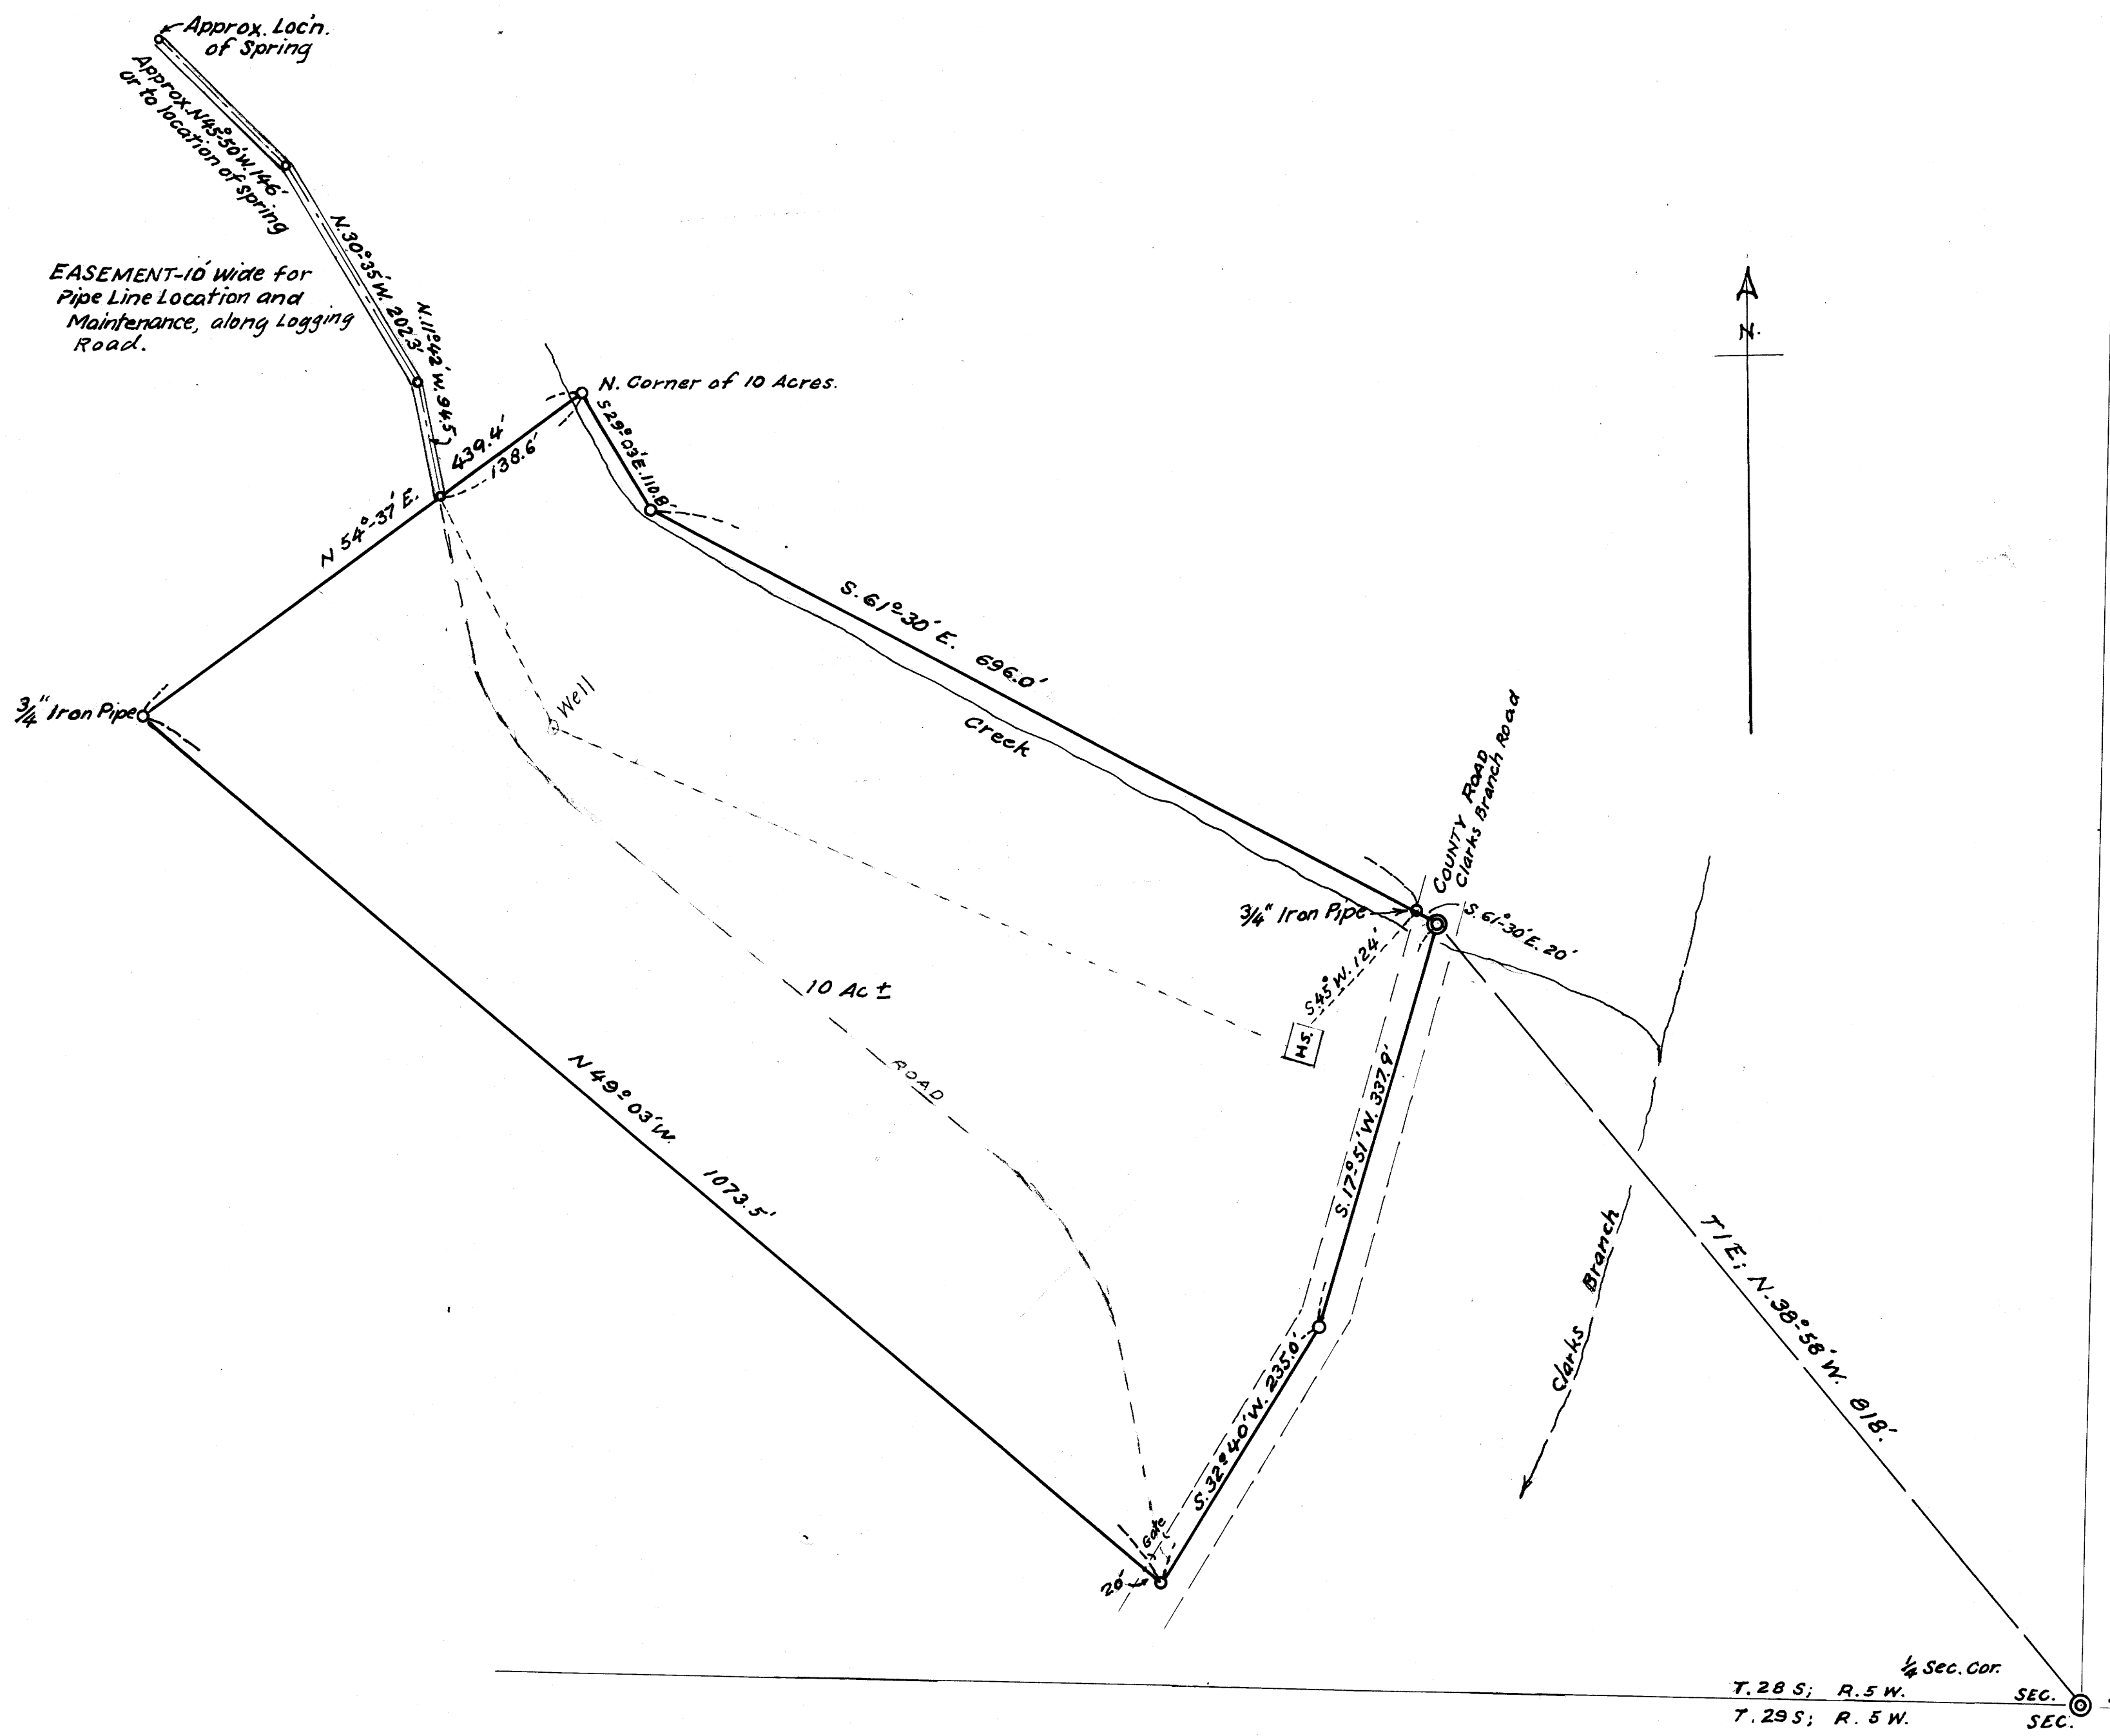 Approx. Loc'n.
of Spring
Approx. N45°-50'W. 146'
or to location of spring
N.30°-35'W. 202.3'
N.11°-42'W. 94.5'
EASEMENT-10' wide for
Pipe Line Location and
Maintenance, along Logging
Road.
N. Corner of 10 Acres.
S29°-03'E. 110.8'
439.4'
138.6'
N 54°-37' E.
3/4" Iron Pipe
Well
S. 61°-30' E. 696.0'
Creek
N.
COUNTY ROAD
Clarks Branch Road
3/4" Iron Pipe
S. 61°-30'E. 20'
S.45°W. 124'
HS.
10 Ac ±
ROAD
N 49°-03'W. 1073.5'
S. 17°-51'W. 337.9'
S. 32°-40'W. 235.0'
Gate
20'
Clarks Branch
TIE; N.38°-58'W. 818'.
1/4 Sec. Cor.
T. 28 S; R. 5 W. SEC.
T. 29 S; R. 5 W. SEC.